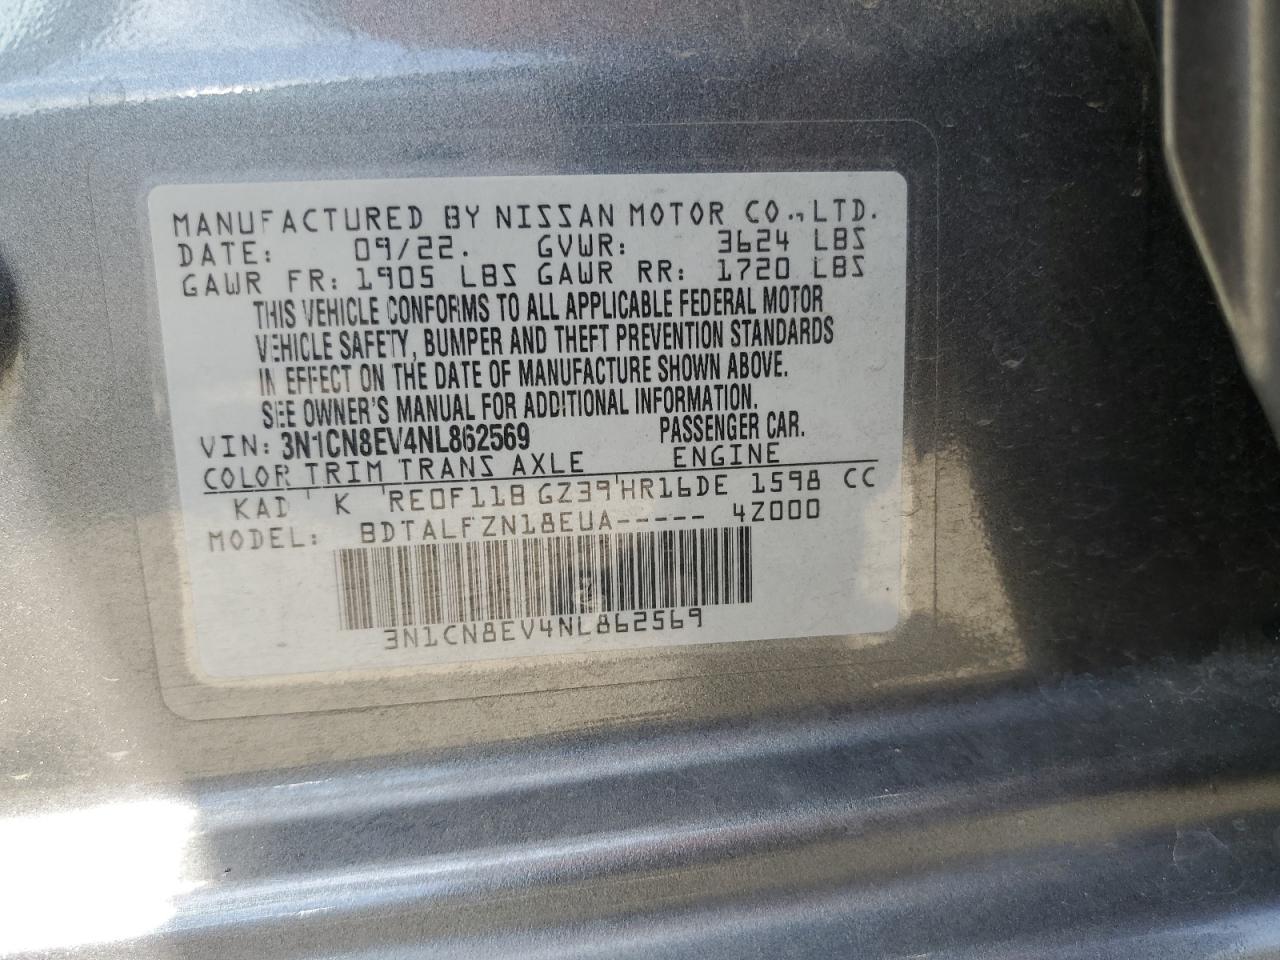 MANUFACTURED BY NISSAN MOTOR CO., LTD.
DATE: 09/22. GVWR: 3624 LBS
GAWR FR: 1905 LBS GAWR RR: 1720 LBS
THIS VEHICLE CONFORMS TO ALL APPLICABLE FEDERAL MOTOR
VEHICLE SAFETY, BUMPER AND THEFT PREVENTION STANDARDS
IN EFFECT ON THE DATE OF MANUFACTURE SHOWN ABOVE.
SEE OWNER'S MANUAL FOR ADDITIONAL INFORMATION.
VIN: 3N1CN8EV4NL862569 PASSENGER CAR.
COLOR TRIM TRANS AXLE ENGINE
KAD K RE0F11B GZ39 HR16DE 1598 CC
MODEL: BDTALFZN18EUA----- 4Z000
3N1CN8EV4NL862569